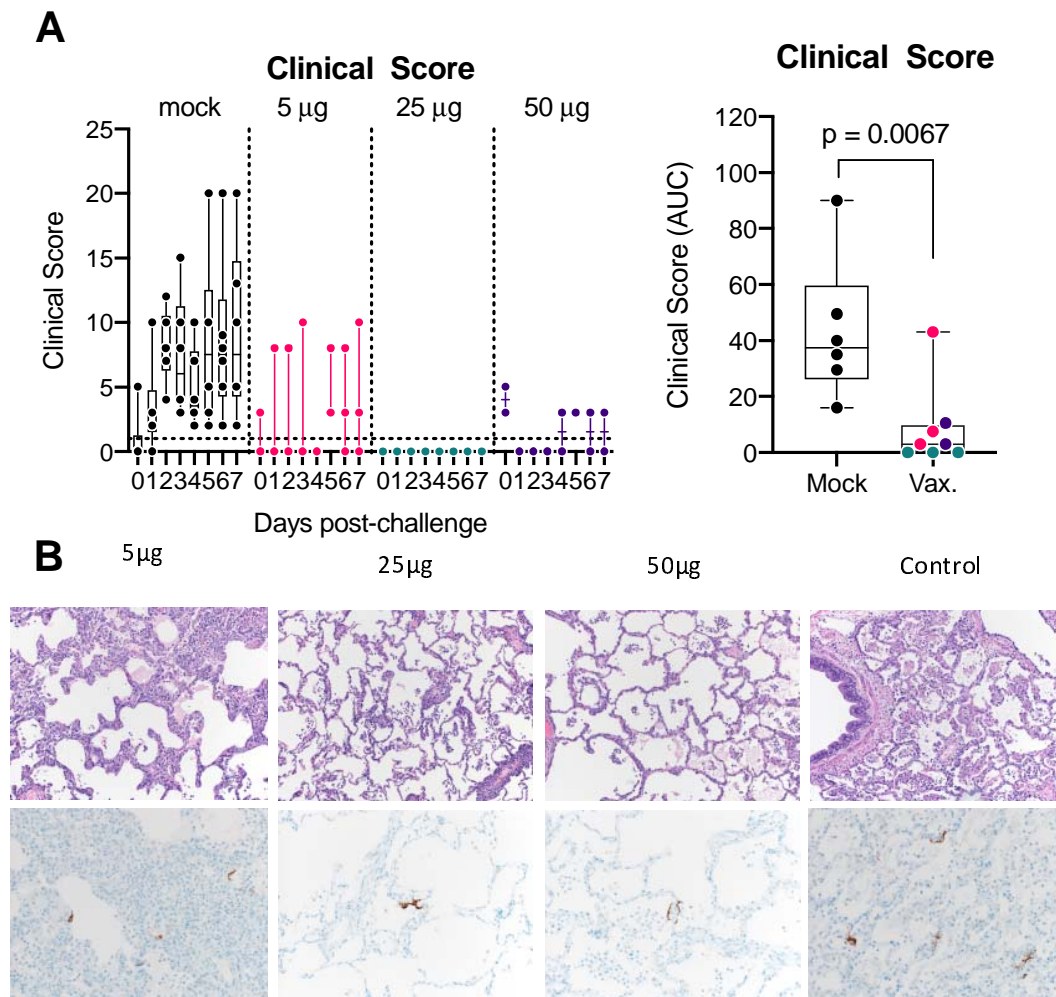 A
Clinical Score
mock 5 μg 25 μg 50 μg
25
20
15
10
5
0
Clinical Score
01234567 01234567 01234567 01234567
Days post-challenge
Clinical Score
p = 0.0067
120
100
80
60
40
20
0
Clinical Score (AUC)
Mock Vax.
B
5μg 25μg 50μg Control